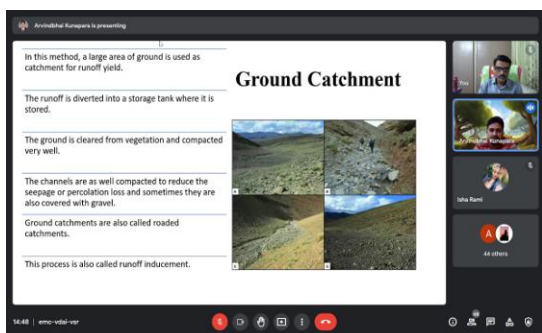 Arvindbhai Kunapara is presenting
In this method, a large area of ground is used as
catchment for runoff yield.
The runoff is diverted into a storage tank where it is
stored.
The ground is cleared from vegetation and compacted
very well.
The channels are as well compacted to reduce the
seepage or percolation loss and sometimes they are
also covered with gravel.
Ground catchments are also called roaded
catchments.
This process is also called runoff inducement.
Ground Catchment
You
Arvindbhai Kunapara
Isha Rami
A
44 others
14:48 | emc-vdai-vsr